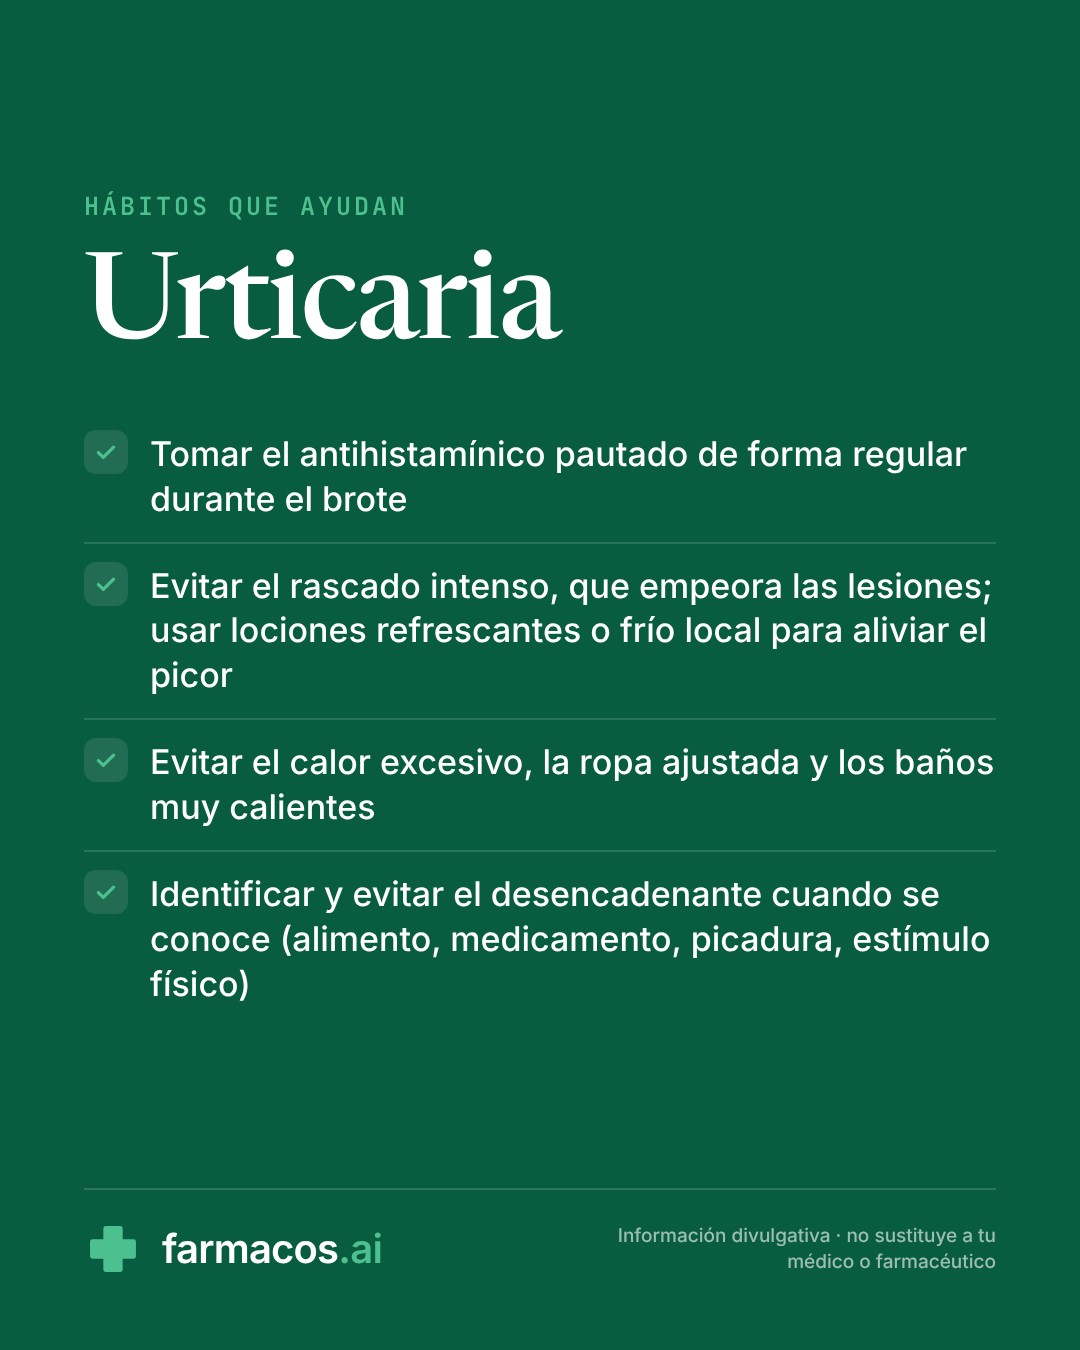 HÁBITOS QUE AYUDAN
Urticaria
Tomar el antihistamínico pautado de forma regular
durante el brote
Evitar el rascado intenso, que empeora las lesiones;
usar lociones refrescantes o frío local para aliviar el
picor
Evitar el calor excesivo, la ropa ajustada y los baños
muy calientes
Identificar y evitar el desencadenante cuando se
conoce (alimento, medicamento, picadura, estímulo
físico)
farmacos.ai
Información divulgativa · no sustituye a tu
médico o farmacéutico